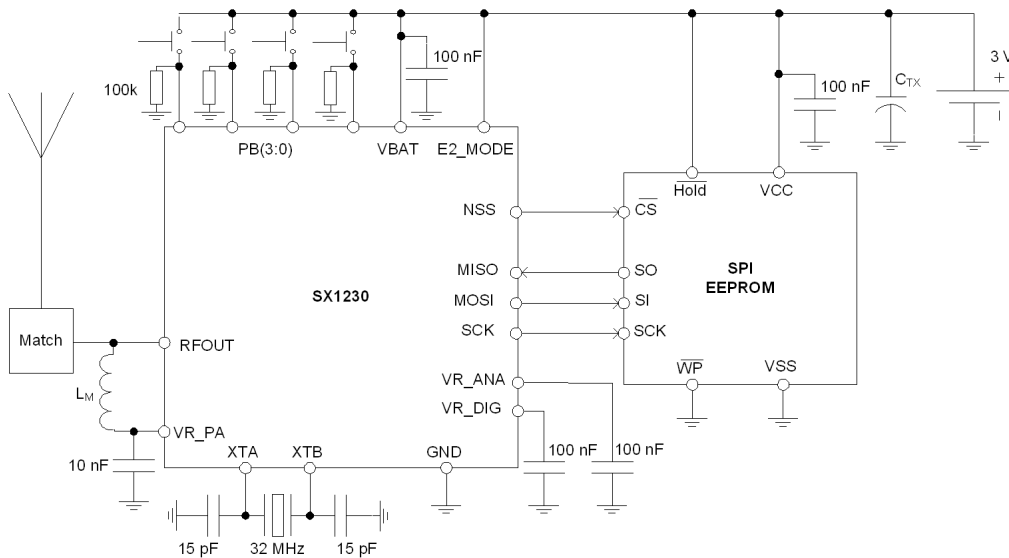 100k
100 nF
100 nF
C_TX
3 V
+
PB(3:0)
VBAT
E2_MODE
Hold
VCC
NSS
CS
SX1230
MISO
SO
SPI
EEPROM
MOSI
SI
SCK
SCK
Match
RFOUT
WP
VSS
VR_ANA
L_M
VR_DIG
VR_PA
XTA
XTB
GND
10 nF
100 nF
100 nF
15 pF
32 MHz
15 pF